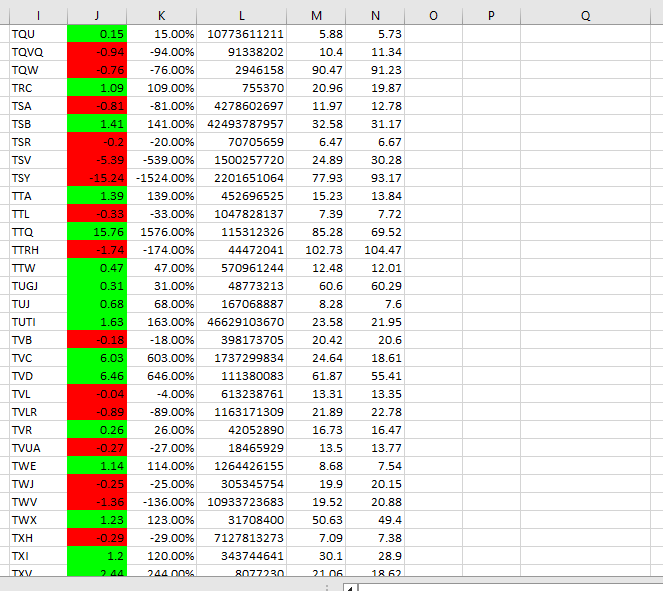 I J K L M N O P Q
TQU 0.15 15.00% 10773611211 5.88 5.73
TQVQ -0.94 -94.00% 91338202 10.4 11.34
TQW -0.76 -76.00% 2946158 90.47 91.23
TRC 1.09 109.00% 755370 20.96 19.87
TSA -0.81 -81.00% 4278602697 11.97 12.78
TSB 1.41 141.00% 42493787957 32.58 31.17
TSR -0.2 -20.00% 70705659 6.47 6.67
TSV -5.39 -539.00% 1500257720 24.89 30.28
TSY -15.24 -1524.00% 2201651064 77.93 93.17
TTA 1.39 139.00% 452696525 15.23 13.84
TTL -0.33 -33.00% 1047828137 7.39 7.72
TTQ 15.76 1576.00% 115312326 85.28 69.52
TTRH -1.74 -174.00% 44472041 102.73 104.47
TTW 0.47 47.00% 570961244 12.48 12.01
TUGJ 0.31 31.00% 48773213 60.6 60.29
TUJ 0.68 68.00% 167068887 8.28 7.6
TUTI 1.63 163.00% 46629103670 23.58 21.95
TVB -0.18 -18.00% 398173705 20.42 20.6
TVC 6.03 603.00% 1737299834 24.64 18.61
TVD 6.46 646.00% 111380083 61.87 55.41
TVL -0.04 -4.00% 613238761 13.31 13.35
TVLR -0.89 -89.00% 1163171309 21.89 22.78
TVR 0.26 26.00% 42052890 16.73 16.47
TVUA -0.27 -27.00% 18465929 13.5 13.77
TWE 1.14 114.00% 1264426155 8.68 7.54
TWJ -0.25 -25.00% 305345754 19.9 20.15
TWV -1.36 -136.00% 10933723683 19.52 20.88
TWX 1.23 123.00% 31708400 50.63 49.4
TXH -0.29 -29.00% 7127813273 7.09 7.38
TXI 1.2 120.00% 343744641 30.1 28.9
TXV 2.44 244.00% 8077230 21.06 18.62